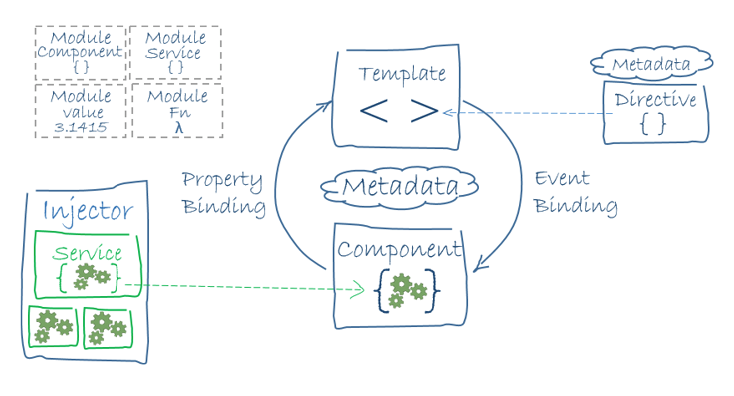 Module
Component
{ }
Module
Service
{ }
Module
value
3.1415
Module
Fn
λ
Template
< >
Metadata
Directive
{ }
Property
Binding
Metadata
Event
Binding
Injector
Service
{ }
Component
{ }